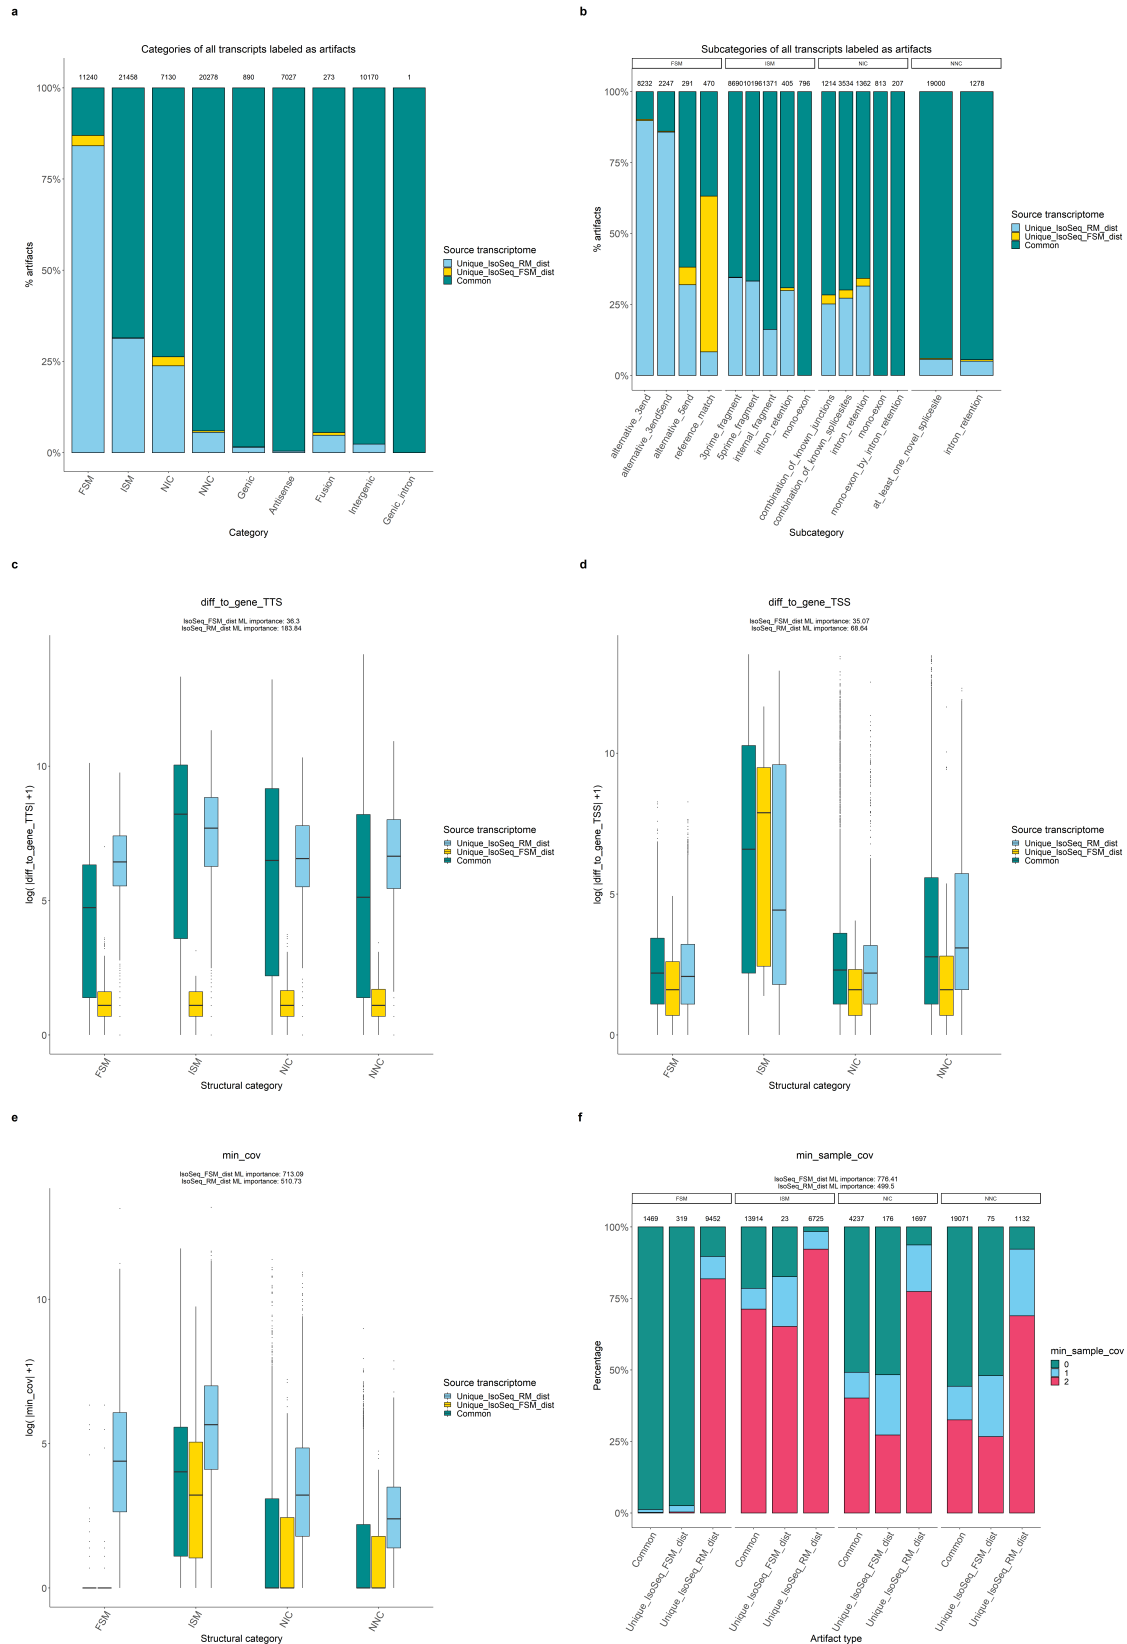 a
Categories of all transcripts labeled as artifacts
11240 21458 7130 20278 890 7027 273 10170 1
100%
75%
50%
25%
0%
% artifacts
FSM ISM NIC NNC Genic Antisense Fusion Intergenic Genic_intron
Category
Source transcriptome
Unique_IsoSeq_RM_dist
Unique_IsoSeq_FSM_dist
Common
b
Subcategories of all transcripts labeled as artifacts
FSM ISM NIC NNC
8232 2247 291 470 8690 10196 1371 405 796 1214 3534 1362 813 207 19000 1278
100%
75%
50%
25%
0%
% artifacts
alternative_3end alternative_3end5end alternative_5end reference_match 3prime_fragment 5prime_fragment internal_fragment intron_retention mono-exon combination_of_known_junctions combination_of_known_splicesites intron_retention mono-exon mono-exon_by_intron_retention at_least_one_novel_splicesite intron_retention
Subcategory
Source transcriptome
Unique_IsoSeq_RM_dist
Unique_IsoSeq_FSM_dist
Common
c
diff_to_gene_TTS
IsoSeq_FSM_dist ML importance: 36.3
IsoSeq_RM_dist ML importance: 183.84
10
5
0
log( |diff_to_gene_TTS| +1)
FSM ISM NIC NNC
Structural category
Source transcriptome
Unique_IsoSeq_RM_dist
Unique_IsoSeq_FSM_dist
Common
d
diff_to_gene_TSS
IsoSeq_FSM_dist ML importance: 35.07
IsoSeq_RM_dist ML importance: 68.64
10
5
0
log( |diff_to_gene_TSS| +1)
FSM ISM NIC NNC
Structural category
Source transcriptome
Unique_IsoSeq_RM_dist
Unique_IsoSeq_FSM_dist
Common
e
min_cov
IsoSeq_FSM_dist ML importance: 713.09
IsoSeq_RM_dist ML importance: 510.73
10
5
0
log( |min_cov| +1)
FSM ISM NIC NNC
Structural category
Source transcriptome
Unique_IsoSeq_RM_dist
Unique_IsoSeq_FSM_dist
Common
f
min_sample_cov
IsoSeq_FSM_dist ML importance: 776.41
IsoSeq_RM_dist ML importance: 499.5
FSM ISM NIC NNC
1469 319 9452 13914 23 6725 4237 176 1697 19071 75 1132
100%
75%
50%
25%
0%
Percentage
Common Unique_IsoSeq_FSM_dist Unique_IsoSeq_RM_dist Common Unique_IsoSeq_FSM_dist Unique_IsoSeq_RM_dist Common Unique_IsoSeq_FSM_dist Unique_IsoSeq_RM_dist Common Unique_IsoSeq_FSM_dist Unique_IsoSeq_RM_dist
Artifact type
min_sample_cov
0
1
2